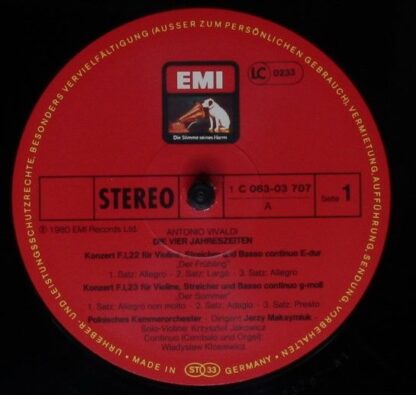 URHEBER- UND LEISTUNGSSCHUTZRECHTE, BESONDERS VERVIELFÄLTIGUNG (AUSSER ZUM PERSÖNLICHEN GEBRAUCH), VERMIETUNG, AUFFÜHRUNG, SENDUNG, VORBEHALTEN
EMI
LC 0233
Die Stimme seines Herrn
STEREO
1 C 063-03 707
A
Seite 1
℗ 1980 EMI Records Ltd.
ANTONIO VIVALDI
DIE VIER JAHRESZEITEN
Konzert F.I,22 für Violine, Streicher und Basso continuo E-dur
„Der Frühling"
1. Satz: Allegro - 2. Satz: Largo - 3. Satz: Allegro
Konzert F.I,23 für Violine, Streicher und Basso continuo g-moll
„Der Sommer"
1. Satz: Allegro non molto - 2. Satz: Adagio - 3. Satz: Presto
Polnisches Kammerorchester - Dirigent Jerzy Maksymiuk -
Solo-Violine: Krzysztof Jakowicz
Continuo (Cembalo und Orgel):
Władysław Kłosiewicz
MADE IN GERMANY
ST 33